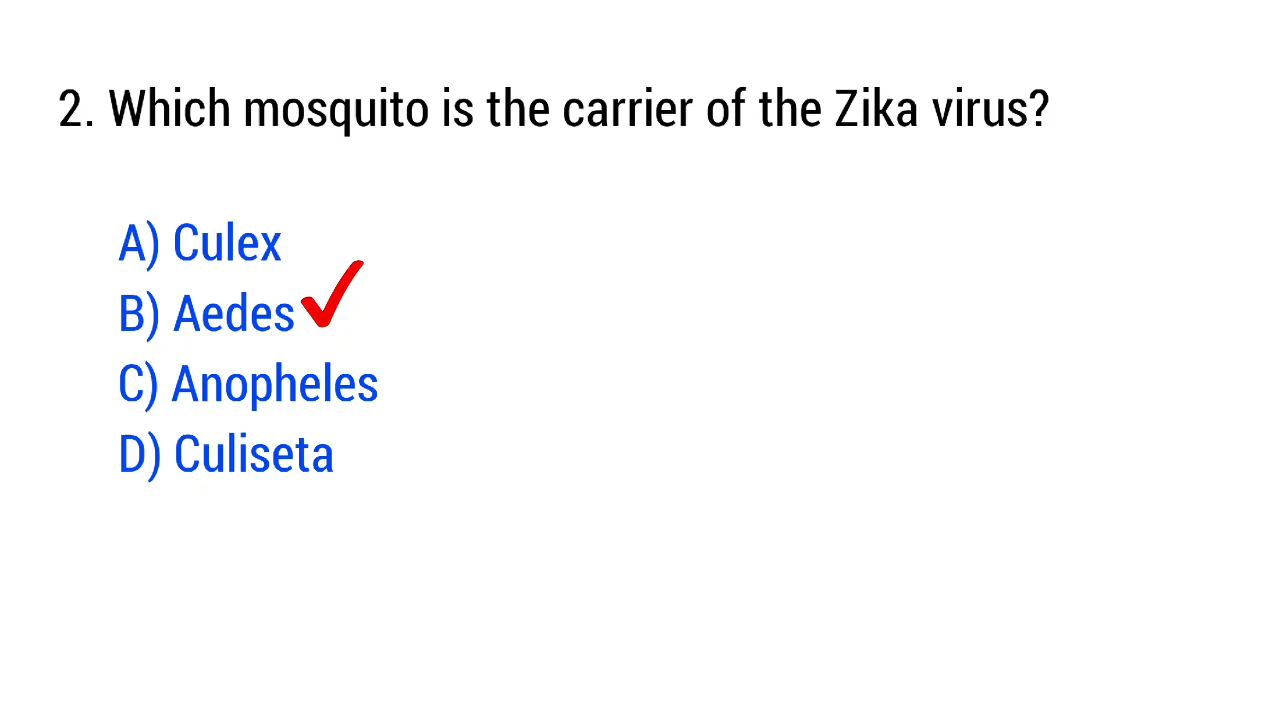 2. Which mosquito is the carrier of the Zika virus?
A) Culex
B) Aedes
C) Anopheles
D) Culiseta